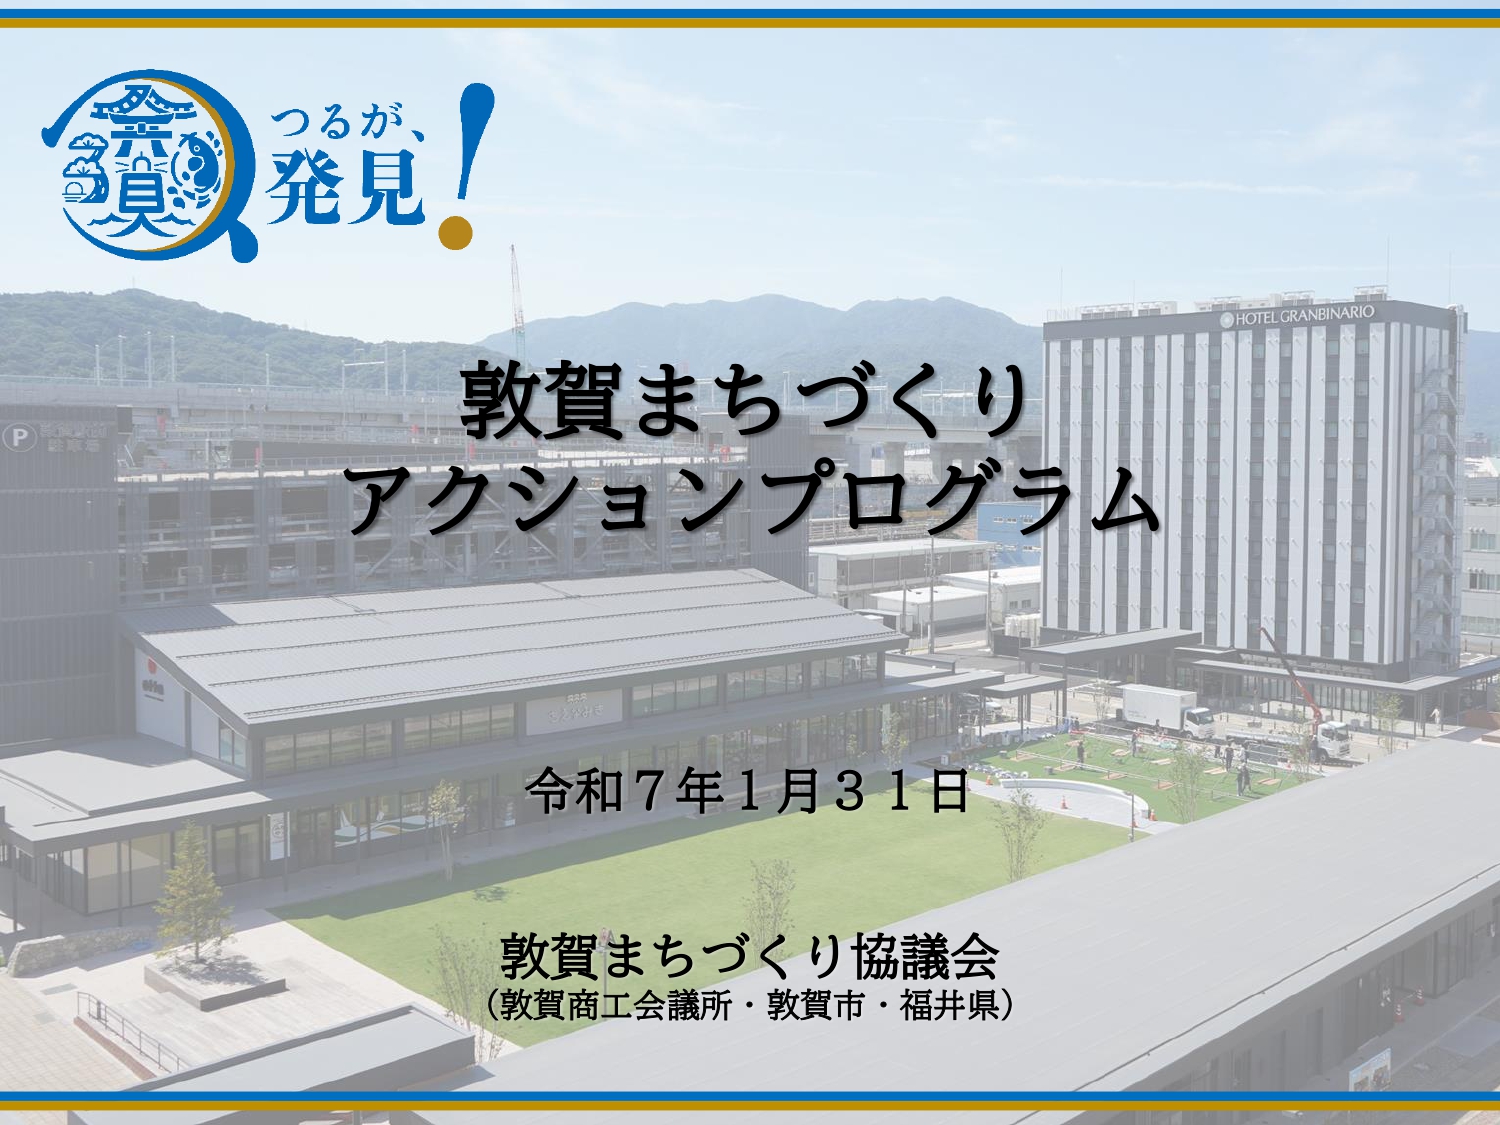 つるが、
発見!
HOTEL GRANBINARIO
P
敦賀まちづくり
アクションプログラム
令和７年１月３１日
敦賀まちづくり協議会
（敦賀商工会議所・敦賀市・福井県）